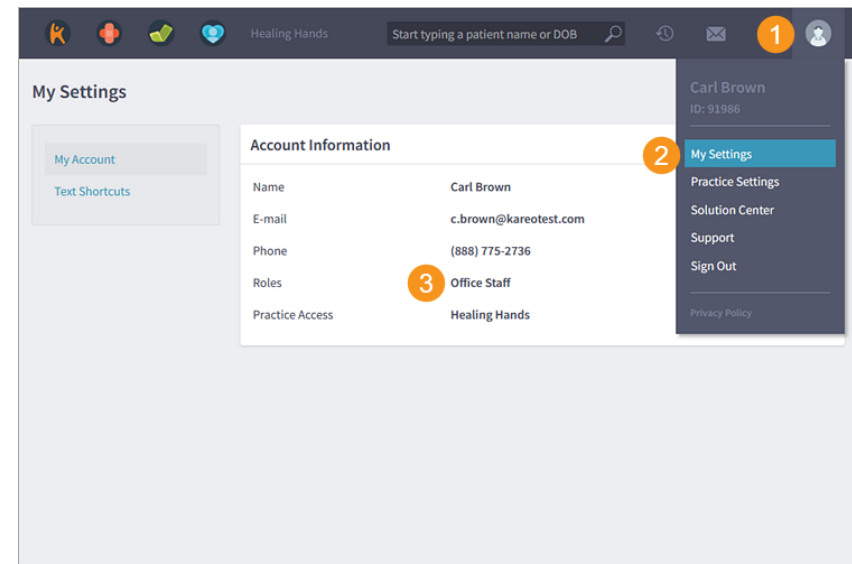 Healing Hands
Start typing a patient name or DOB
1
My Settings
My Account
Text Shortcuts
Account Information
Name Carl Brown
E-mail c.brown@kareotest.com
Phone (888) 775-2736
Roles 3 Office Staff
Practice Access Healing Hands
Carl Brown
ID: 91986
2 My Settings
Practice Settings
Solution Center
Support
Sign Out
Privacy Policy